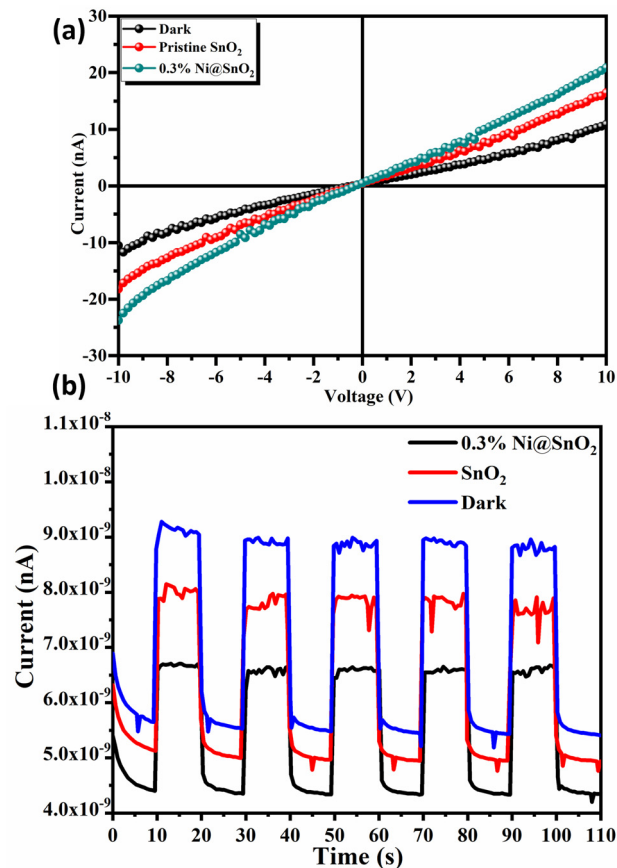 (a)
Dark
Pristine SnO₂
0.3% Ni@SnO₂
30
20
10
0
-10
-20
-30
Current (nA)
-10 -8 -6 -4 -2 0 2 4 6 8 10
Voltage (V)
(b)
0.3% Ni@SnO₂
SnO₂
Dark
1.1x10⁻⁸
1.0x10⁻⁸
9.0x10⁻⁹
8.0x10⁻⁹
7.0x10⁻⁹
6.0x10⁻⁹
5.0x10⁻⁹
4.0x10⁻⁹
Current (nA)
0 10 20 30 40 50 60 70 80 90 100 110
Time (s)